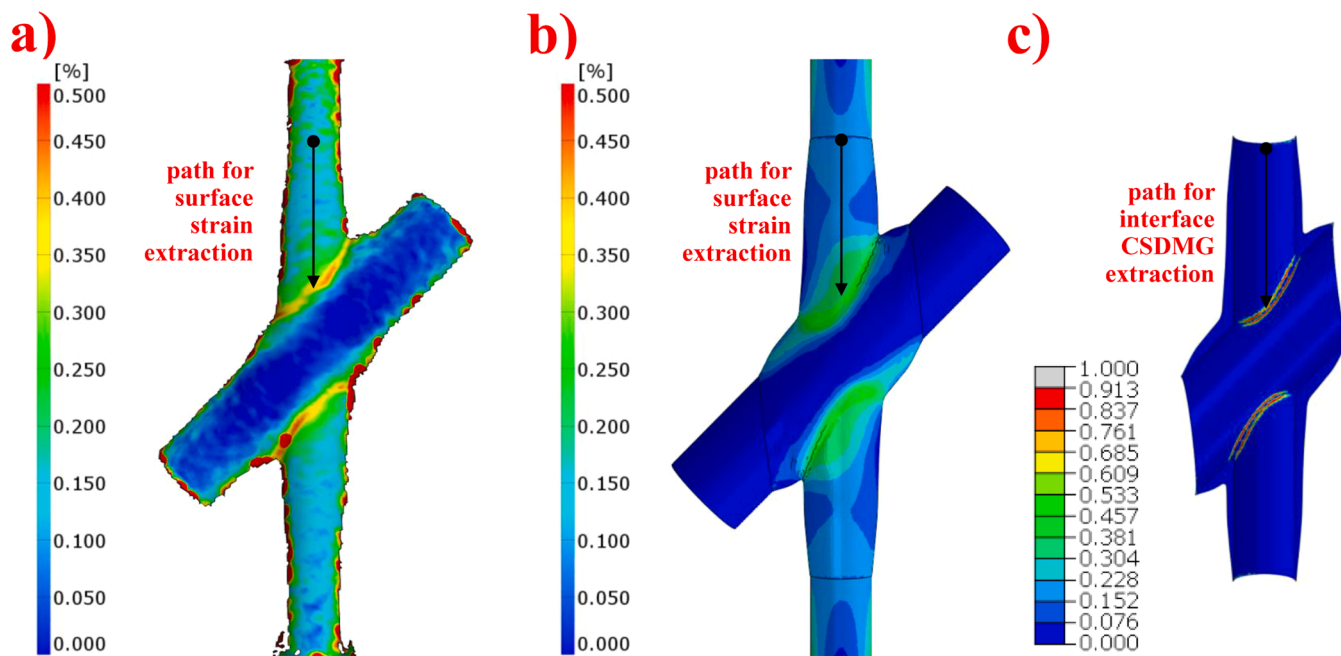 a)
[%]
0.500
0.450
0.400
0.350
0.300
0.250
0.200
0.150
0.100
0.050
0.000
path for
surface
strain
extraction
b)
[%]
0.500
0.450
0.400
0.350
0.300
0.250
0.200
0.150
0.100
0.050
0.000
path for
surface
strain
extraction
c)
path for
interface
CSDMG
extraction
1.000
0.913
0.837
0.761
0.685
0.609
0.533
0.457
0.381
0.304
0.228
0.152
0.076
0.000